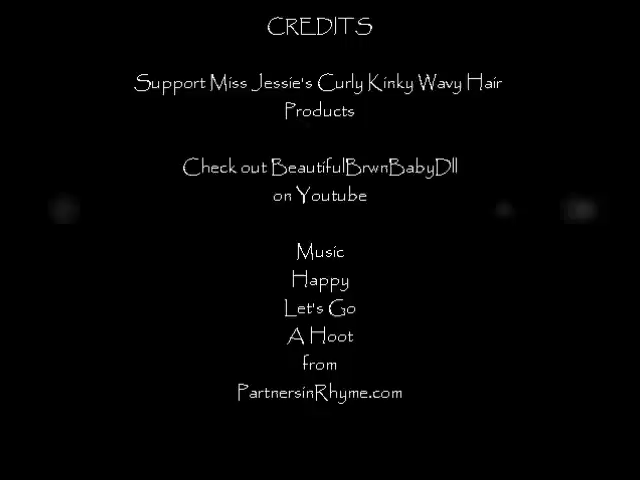 CREDITS
Support Miss Jessie's Curly Kinky Wavy Hair
Products
Check out BeautifulBrwnBabyDll
on Youtube
Music
Happy
Let's Go
A Hoot
from
PartnersinRhyme.com